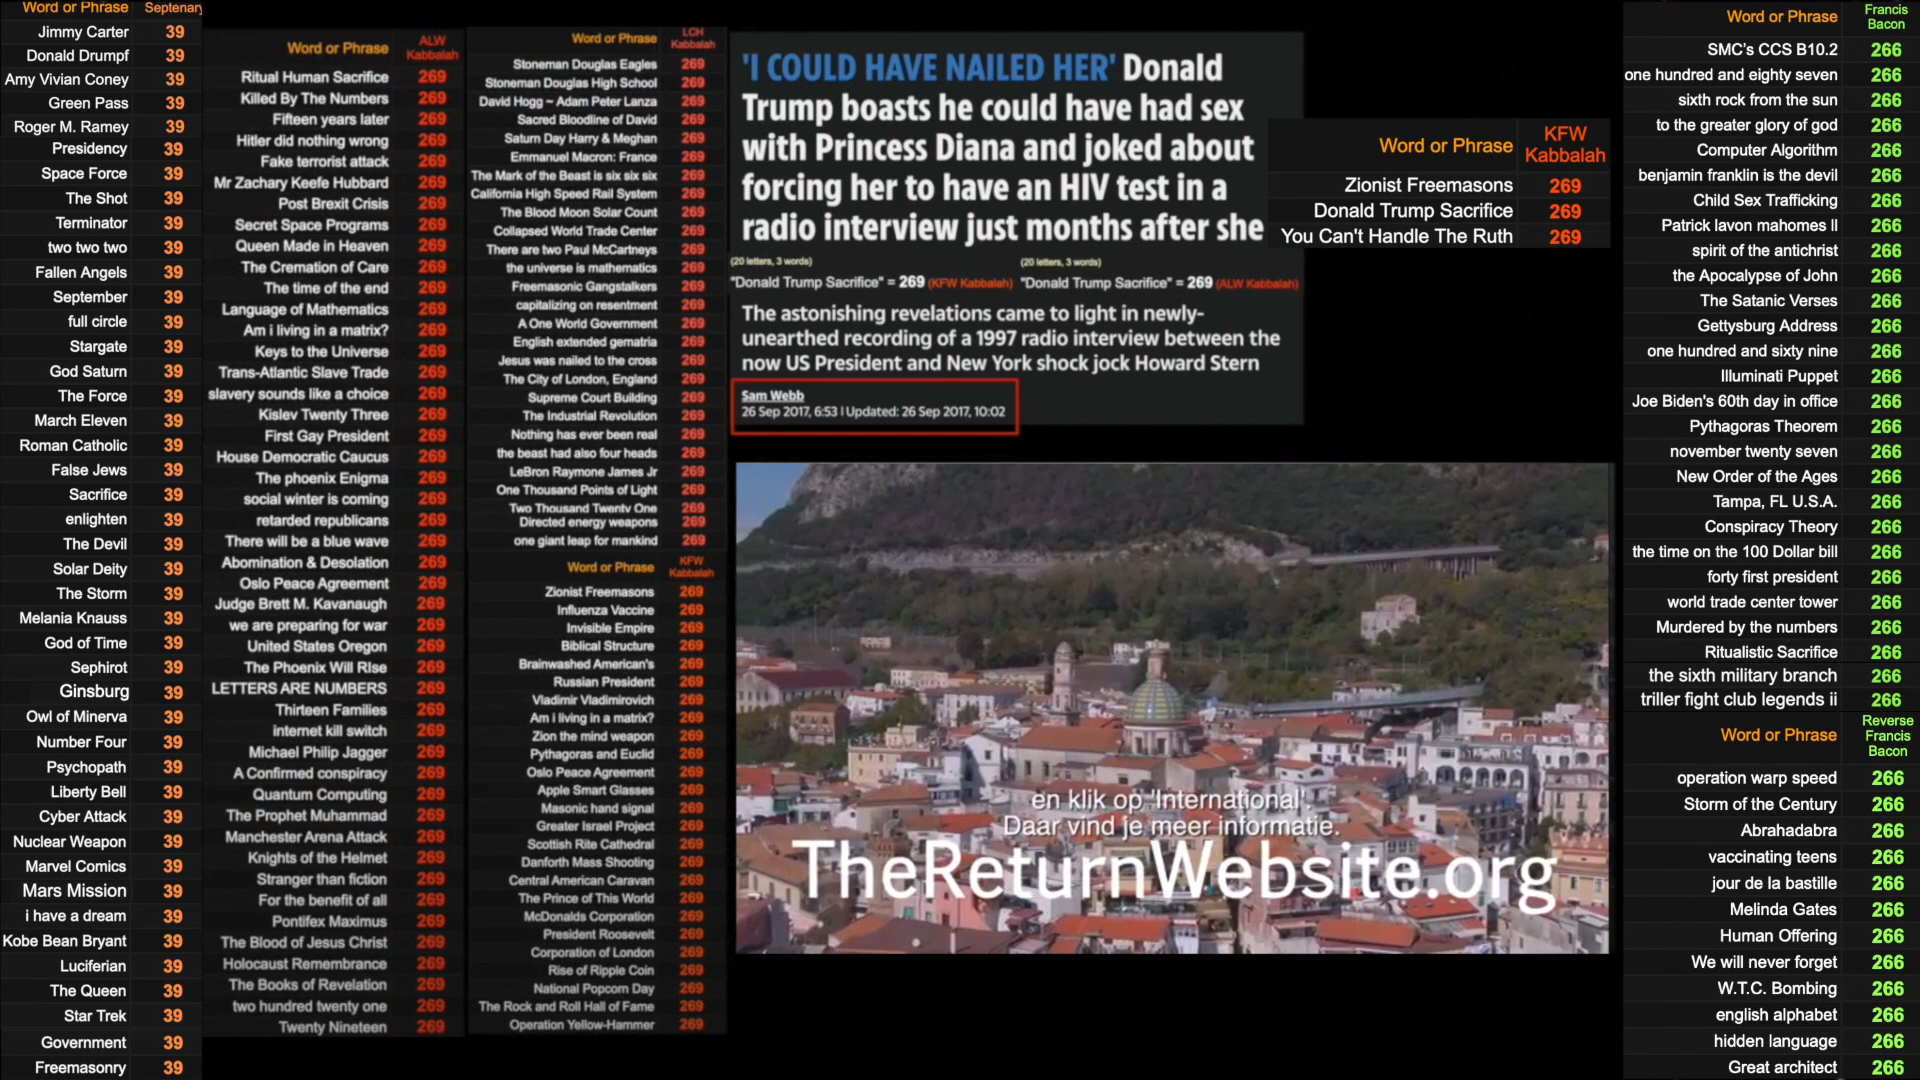 Word or Phrase Septenary
Jimmy Carter 39
Donald Drumpf 39
Amy Vivian Coney 39
Green Pass 39
Roger M. Ramey 39
Presidency 39
Space Force 39
The Shot 39
Terminator 39
two two two 39
Fallen Angels 39
September 39
full circle 39
Stargate 39
God Saturn 39
The Force 39
March Eleven 39
Roman Catholic 39
False Jews 39
Sacrifice 39
enlighten 39
The Devil 39
Solar Deity 39
The Storm 39
Melania Knauss 39
God of Time 39
Sephirot 39
Ginsburg 39
Owl of Minerva 39
Number Four 39
Psychopath 39
Liberty Bell 39
Cyber Attack 39
Nuclear Weapon 39
Marvel Comics 39
Mars Mission 39
i have a dream 39
Kobe Bean Bryant 39
Luciferian 39
The Queen 39
Star Trek 39
Government 39
Freemasonry 39
Word or Phrase ALW Kabbalah
Ritual Human Sacrifice 269
Killed By The Numbers 269
Fifteen years later 269
Hitler did nothing wrong 269
Fake terrorist attack 269
Mr Zachary Keefe Hubbard 269
Post Brexit Crisis 269
Secret Space Programs 269
Queen Made in Heaven 269
The Cremation of Care 269
The time of the end 269
Language of Mathematics 269
Am i living in a matrix? 269
Keys to the Universe 269
Trans-Atlantic Slave Trade 269
slavery sounds like a choice 269
Kislev Twenty Three 269
First Gay President 269
House Democratic Caucus 269
The phoenix Enigma 269
social winter is coming 269
retarded republicans 269
There will be a blue wave 269
Abomination & Desolation 269
Oslo Peace Agreement 269
Judge Brett M. Kavanaugh 269
we are preparing for war 269
United States Oregon 269
The Phoenix Will RIse 269
LETTERS ARE NUMBERS 269
Thirteen Families 269
internet kill switch 269
Michael Philip Jagger 269
A Confirmed conspiracy 269
Quantum Computing 269
The Prophet Muhammad 269
Manchester Arena Attack 269
Knights of the Helmet 269
Stranger than fiction 269
For the benefit of all 269
Pontifex Maximus 269
The Blood of Jesus Christ 269
Holocaust Remembrance 269
The Books of Revelation 269
two hundred twenty one 269
Twenty Nineteen 269
Word or Phrase LCH Kabbalah
Stoneman Douglas Eagles 269
Stoneman Douglas High School 269
David Hogg ~ Adam Peter Lanza 269
Sacred Bloodline of David 269
Saturn Day Harry & Meghan 269
Emmanuel Macron: France 269
The Mark of the Beast is six six six 269
California High Speed Rail System 269
The Blood Moon Solar Count 269
Collapsed World Trade Center 269
There are two Paul McCartneys 269
the universe is mathematics 269
Freemasonic Gangstalkers 269
capitalizing on resentment 269
A One World Government 269
English extended gematria 269
Jesus was nailed to the cross 269
The City of London, England 269
Supreme Court Building 269
The Industrial Revolution 269
Nothing has ever been real 269
the beast had also four heads 269
LeBron Raymone James Jr 269
One Thousand Points of Light 269
Two Thousand Twenty One 269
Directed energy weapons 269
one giant leap for mankind 269
Word or Phrase KFW Kabbalah
Zionist Freemasons 269
Influenza Vaccine 269
Invisible Empire 269
Biblical Structure 269
Brainwashed American's 269
Russian President 269
Vladimir Vladimirovich 269
Am i living in a matrix? 269
Zion the mind weapon 269
Pythagoras and Euclid 269
Oslo Peace Agreement 269
Apple Smart Glasses 269
Masonic hand signal 269
Greater Israel Project 269
Scottish Rite Cathedral 269
Danforth Mass Shooting 269
Central American Caravan 269
The Prince of This World 269
McDonalds Corporation 269
President Roosevelt 269
Corporation of London 269
Rise of Ripple Coin 269
National Popcorn Day 269
The Rock and Roll Hall of Fame 269
Operation Yellow-Hammer 269
'I COULD HAVE NAILED HER' Donald
Trump boasts he could have had sex
with Princess Diana and joked about
forcing her to have an HIV test in a
radio interview just months after she
(20 letters, 3 words) (20 letters, 3 words)
"Donald Trump Sacrifice" = 269 (KFW Kabbalah) "Donald Trump Sacrifice" = 269 (ALW Kabbalah)
The astonishing revelations came to light in newly-
unearthed recording of a 1997 radio interview between the
now US President and New York shock jock Howard Stern
Sam Webb
26 Sep 2017, 6:53 | Updated: 26 Sep 2017, 10:02
Word or Phrase KFW Kabbalah
Zionist Freemasons 269
Donald Trump Sacrifice 269
You Can't Handle The Ruth 269
en klik op 'International'.
Daar vind je meer informatie.
TheReturnWebsite.org
Word or Phrase Francis Bacon
SMC's CCS B10.2 266
one hundred and eighty seven 266
sixth rock from the sun 266
to the greater glory of god 266
Computer Algorithm 266
benjamin franklin is the devil 266
Child Sex Trafficking 266
Patrick lavon mahomes II 266
spirit of the antichrist 266
the Apocalypse of John 266
The Satanic Verses 266
Gettysburg Address 266
one hundred and sixty nine 266
Illuminati Puppet 266
Joe Biden's 60th day in office 266
Pythagoras Theorem 266
november twenty seven 266
New Order of the Ages 266
Tampa, FL U.S.A. 266
Conspiracy Theory 266
the time on the 100 Dollar bill 266
forty first president 266
world trade center tower 266
Murdered by the numbers 266
Ritualistic Sacrifice 266
the sixth military branch 266
triller fight club legends ii 266
Word or Phrase Reverse Francis Bacon
operation warp speed 266
Storm of the Century 266
Abrahadabra 266
vaccinating teens 266
jour de la bastille 266
Melinda Gates 266
Human Offering 266
We will never forget 266
W.T.C. Bombing 266
english alphabet 266
hidden language 266
Great architect 266